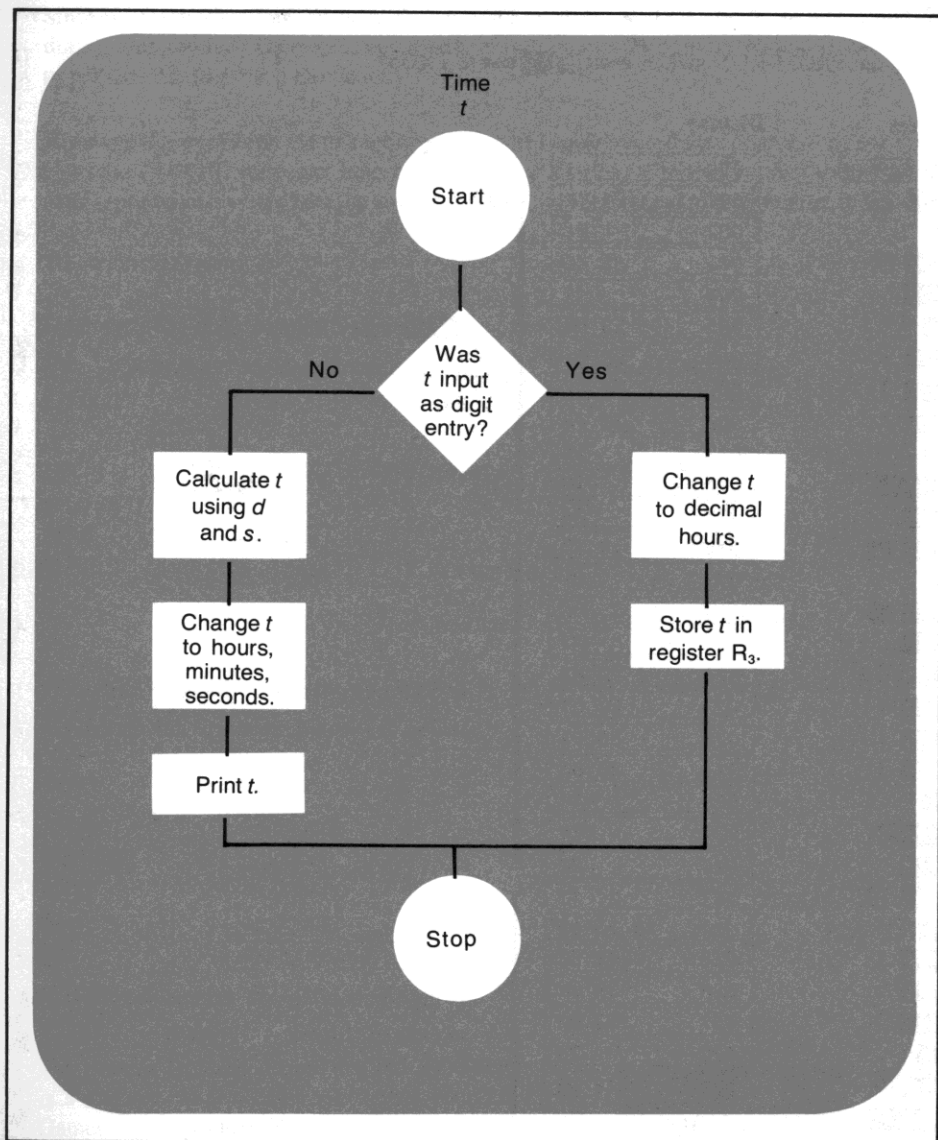 Time
t
Start
Was
t input
as digit
entry?
No
Yes
Calculate t
using d
and s.
Change t
to hours,
minutes,
seconds.
Print t.
Change t
to decimal
hours.
Store t in
register R₃.
Stop